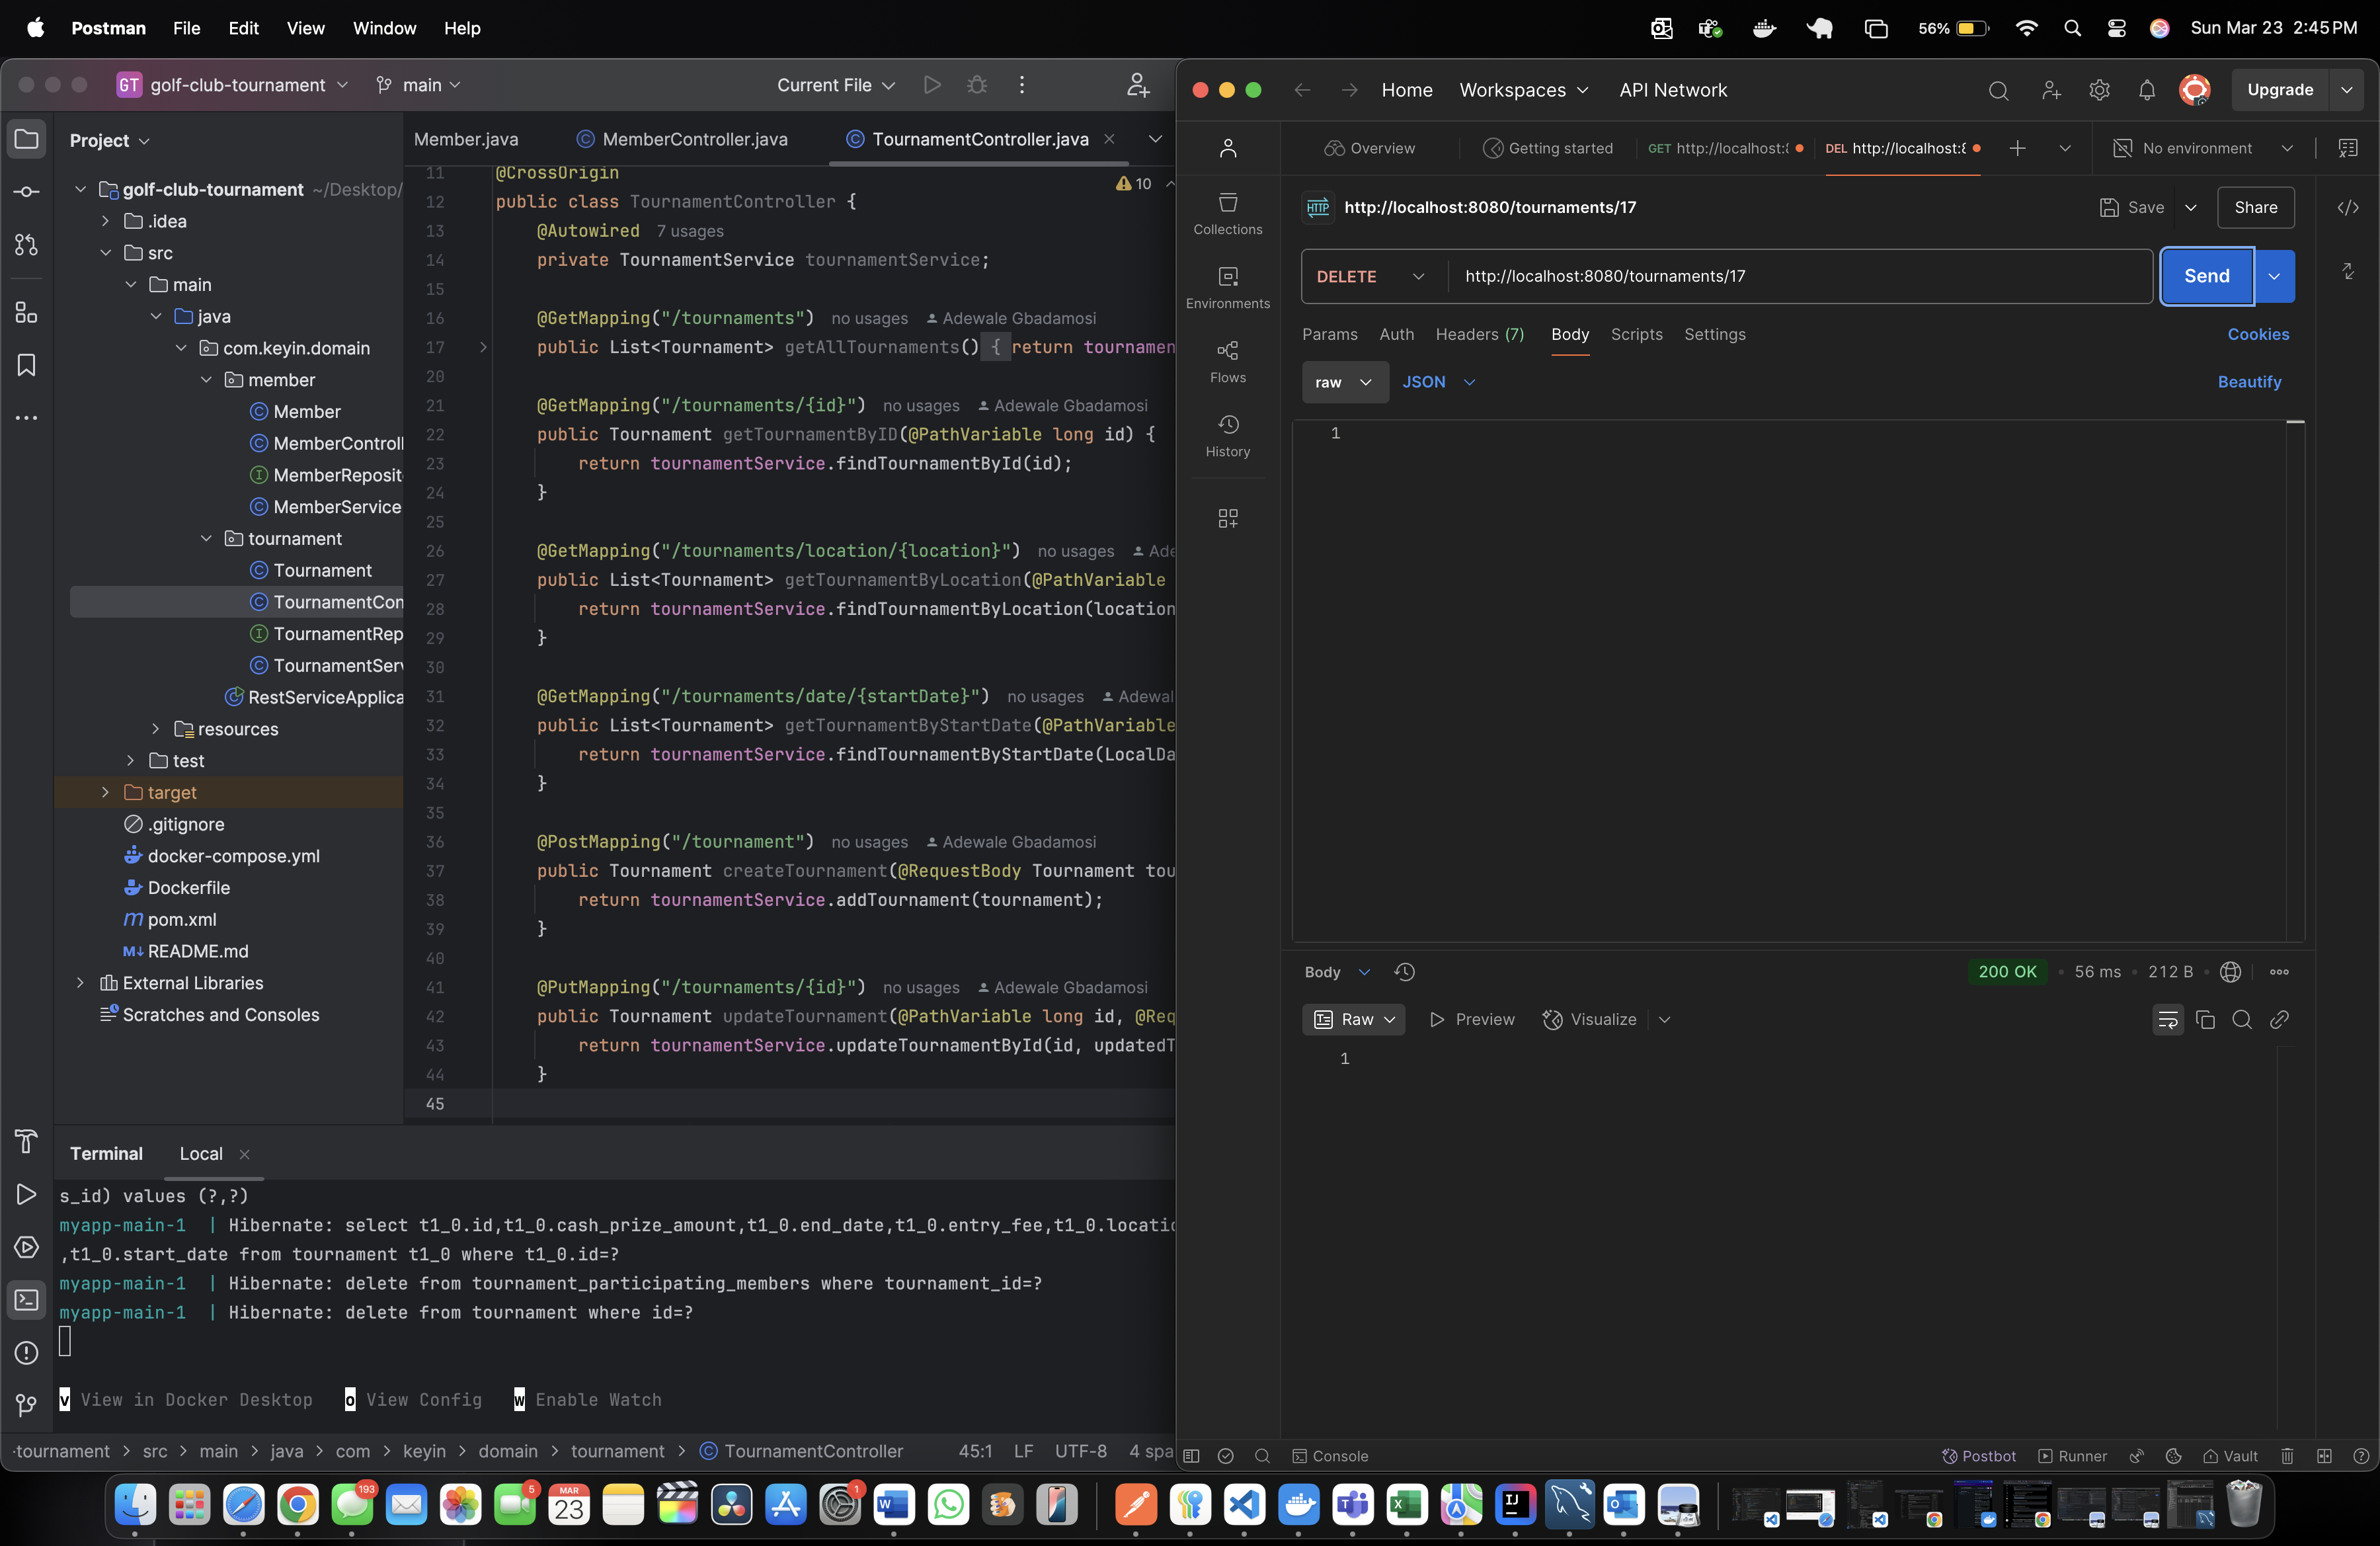 Postman File Edit View Window Help
56% Sun Mar 23 2:45 PM
GT golf-club-tournament main
Current File
Project
golf-club-tournament ~/Desktop/
.idea
src
main
java
com.keyin.domain
member
Member
MemberControll
MemberReposit
MemberService
tournament
Tournament
TournamentCon
TournamentRep
TournamentServ
RestServiceApplica
resources
test
target
.gitignore
docker-compose.yml
Dockerfile
m pom.xml
M↓ README.md
External Libraries
Scratches and Consoles
Member.java MemberController.java TournamentController.java
10
11 @CrossOrigin
12 public class TournamentController {
13 @Autowired 7 usages
14 private TournamentService tournamentService;
15
16 @GetMapping("/tournaments") no usages Adewale Gbadamosi
17 public List<Tournament> getAllTournaments() { return tournamen
20
21 @GetMapping("/tournaments/{id}") no usages Adewale Gbadamosi
22 public Tournament getTournamentByID(@PathVariable long id) {
23 return tournamentService.findTournamentById(id);
24 }
25
26 @GetMapping("/tournaments/location/{location}") no usages Ade
27 public List<Tournament> getTournamentByLocation(@PathVariable
28 return tournamentService.findTournamentByLocation(location
29 }
30
31 @GetMapping("/tournaments/date/{startDate}") no usages Adewal
32 public List<Tournament> getTournamentByStartDate(@PathVariable
33 return tournamentService.findTournamentByStartDate(LocalDa
34 }
35
36 @PostMapping("/tournament") no usages Adewale Gbadamosi
37 public Tournament createTournament(@RequestBody Tournament tou
38 return tournamentService.addTournament(tournament);
39 }
40
41 @PutMapping("/tournaments/{id}") no usages Adewale Gbadamosi
42 public Tournament updateTournament(@PathVariable long id, @Req
43 return tournamentService.updateTournamentById(id, updatedT
44 }
45
Terminal Local
s_id) values (?,?)
myapp-main-1 | Hibernate: select t1_0.id,t1_0.cash_prize_amount,t1_0.end_date,t1_0.entry_fee,t1_0.locatio
,t1_0.start_date from tournament t1_0 where t1_0.id=?
myapp-main-1 | Hibernate: delete from tournament_participating_members where tournament_id=?
myapp-main-1 | Hibernate: delete from tournament where id=?
v View in Docker Desktop o View Config w Enable Watch
-tournament > src > main > java > com > keyin > domain > tournament > TournamentController 45:1 LF UTF-8 4 spa
Home Workspaces API Network
Upgrade
Overview Getting started GET http://localhost:8 DEL http://localhost:8 No environment
HTTP http://localhost:8080/tournaments/17 Save Share
DELETE http://localhost:8080/tournaments/17 Send
Params Auth Headers (7) Body Scripts Settings Cookies
raw JSON Beautify
1
Collections
Environments
Flows
History
Body 200 OK 56 ms 212 B
Raw Preview Visualize
1
Console Postbot Runner Vault
193 5 MAR 23 1
W
X
T
IJ
O